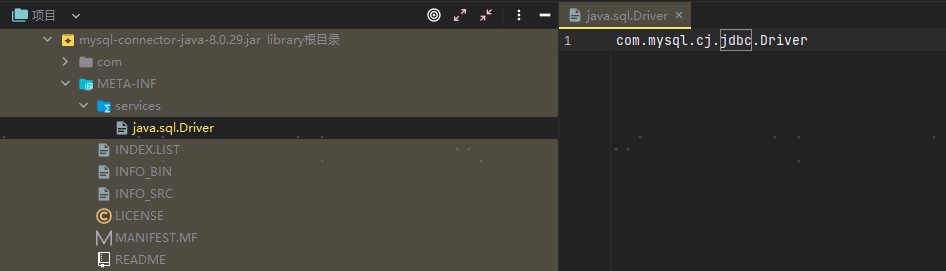 项目
mysql-connector-java-8.0.29.jar library根目录
com
META-INF
services
java.sql.Driver
INDEX.LIST
INFO_BIN
INFO_SRC
LICENSE
MANIFEST.MF
README
java.sql.Driver
1 com.mysql.cj.jdbc.Driver